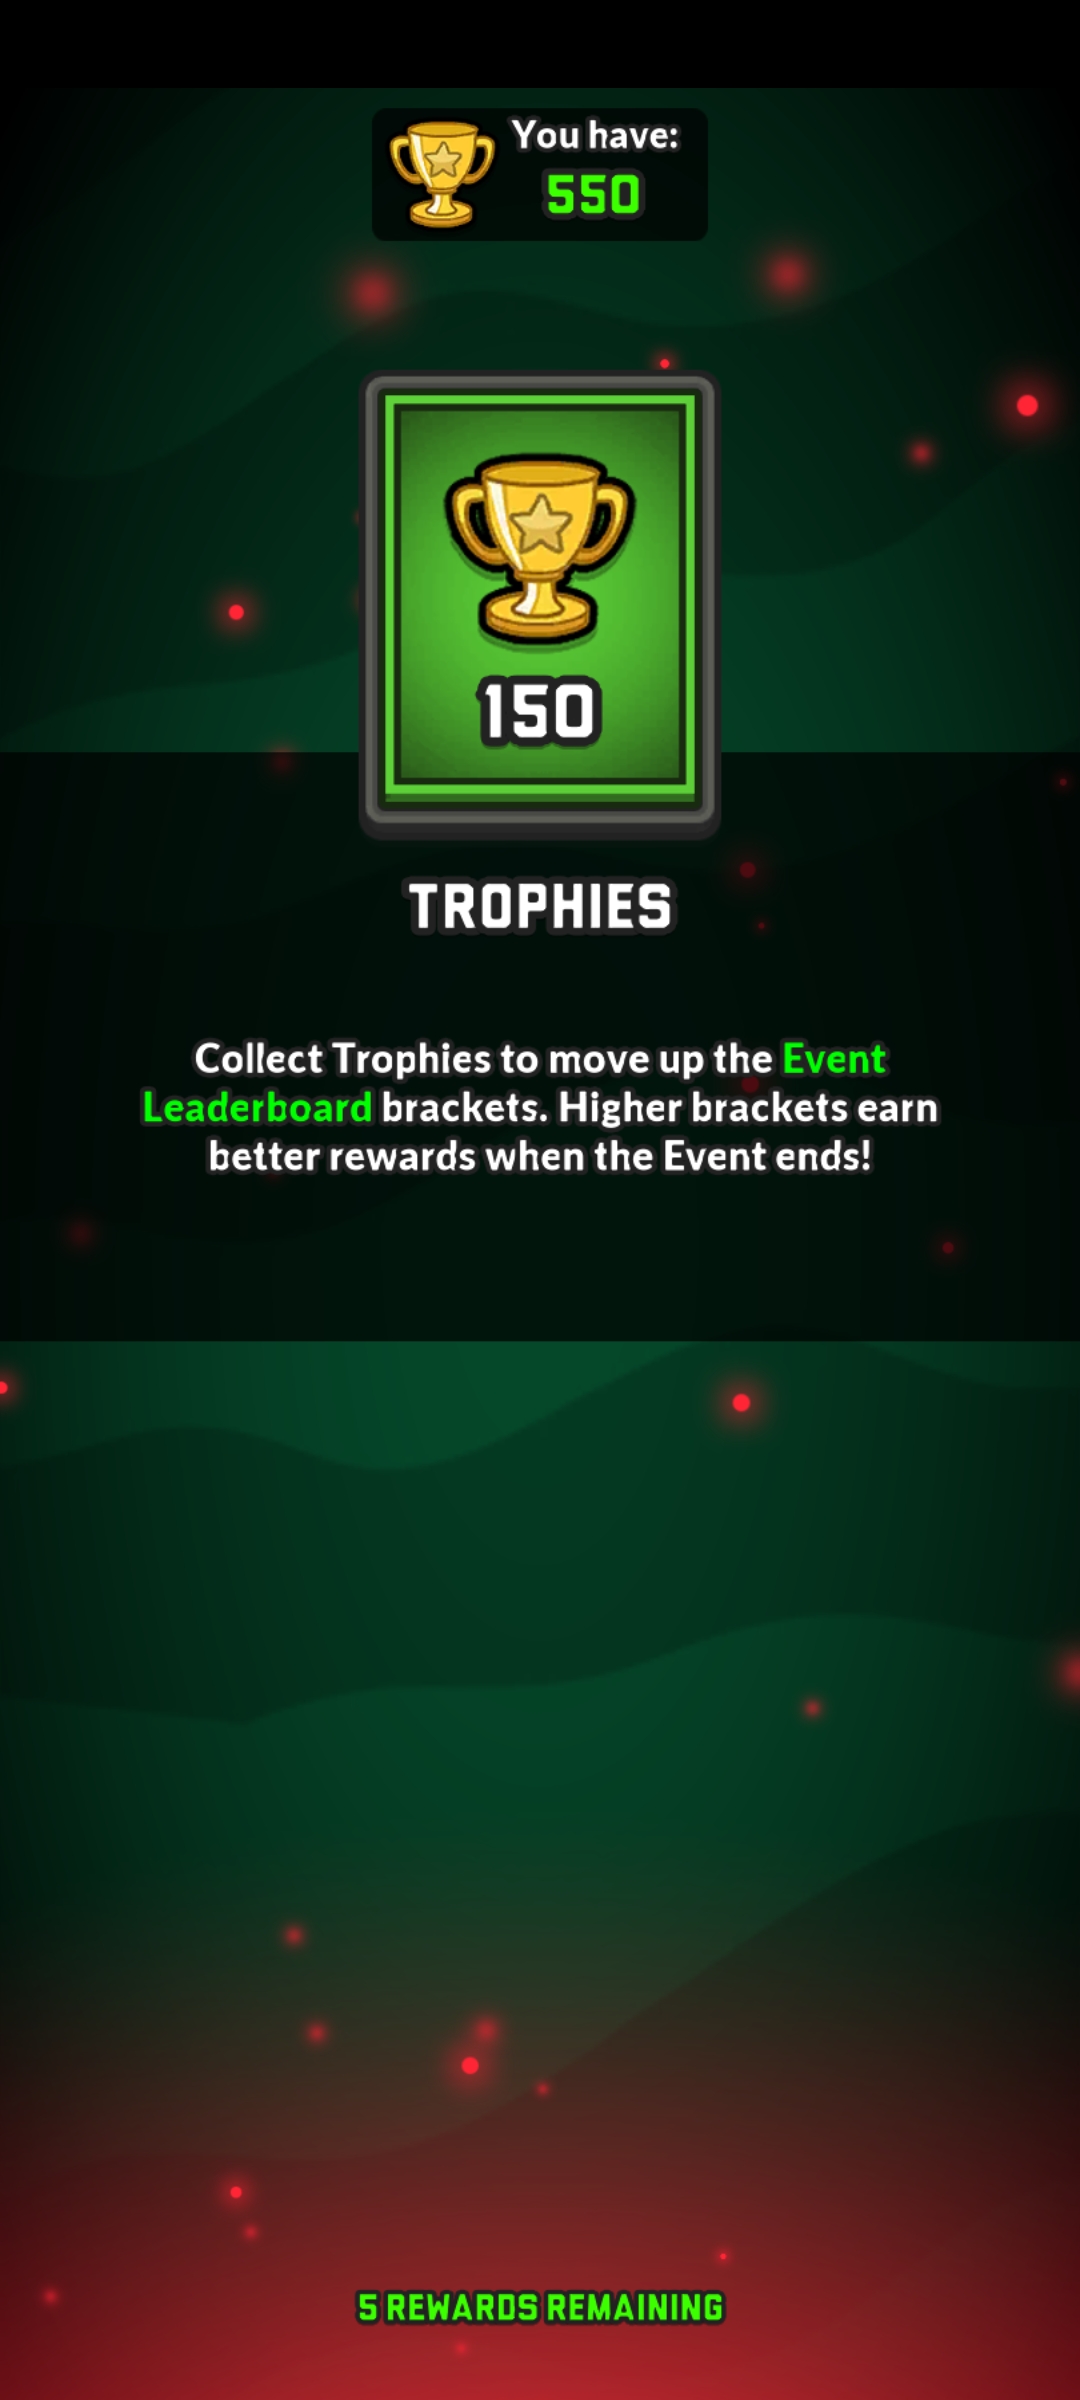 You have:
550
150
TROPHIES
Collect Trophies to move up the Event
Leaderboard brackets. Higher brackets earn
better rewards when the Event ends!
5 REWARDS REMAINING